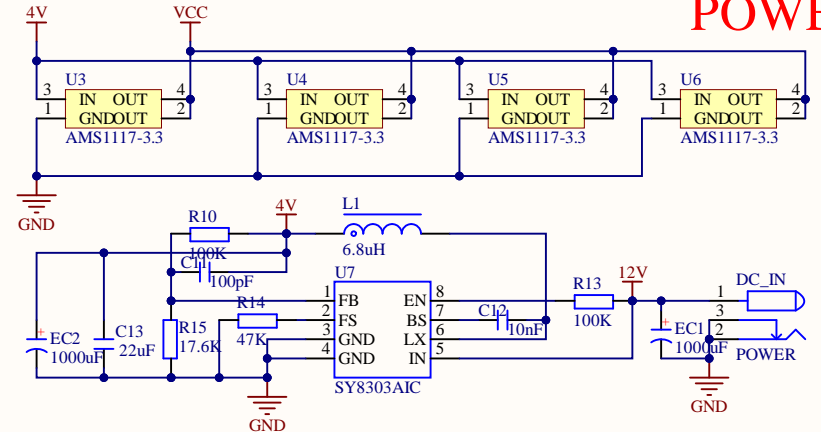 POWE
4V VCC
U3 U4 U5 U6
3 IN OUT 4 3 IN OUT 4 3 IN OUT 4 3 IN OUT 4
1 GNDOUT 2 1 GNDOUT 2 1 GNDOUT 2 1 GNDOUT 2
AMS1117-3.3 AMS1117-3.3 AMS1117-3.3 AMS1117-3.3
GND
4V L1
R10
100K 6.8uH
C11
100pF
U7
12V DC_IN
R13
100K
1 FB EN 8
2 FS BS 7
3 GND LX 6
4 GND IN 5
SY8303AIC
R14
47K
R15
17.6K
C12
10nF
EC2
1000uF
C13
22uF
EC1
1000uF
1
3
2
POWER
GND GND